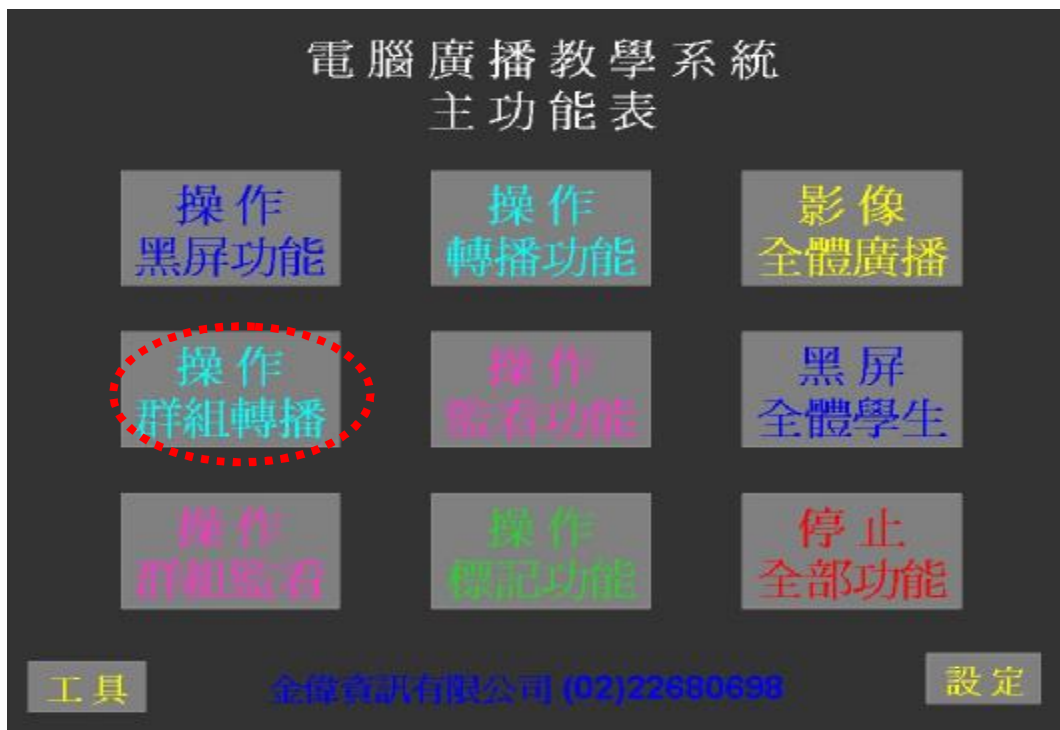 電腦廣播教學系統
主功能表
操作
黑屏功能
操作
轉播功能
影像
全體廣播
操作
群組轉播
操作
監看功能
黑屏
全體學生
操作
群組監看
操作
標記功能
停止
全部功能
工具
金偉資訊有限公司 (02)22680698
設定